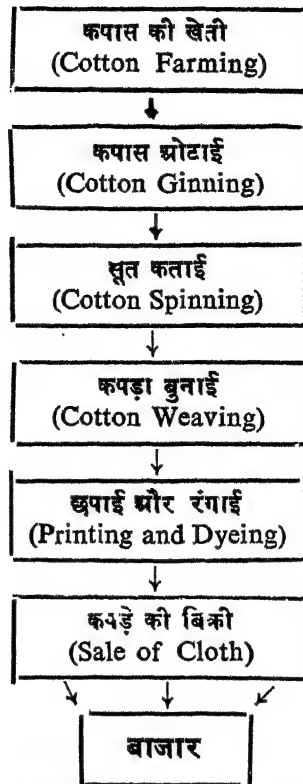 कपास की खेती
(Cotton Farming)
कपास ओटाई
(Cotton Ginning)
सूत कताई
(Cotton Spinning)
कपड़ा बुनाई
(Cotton Weaving)
छपाई और रंगाई
(Printing and Dyeing)
कपड़े की बिक्री
(Sale of Cloth)
बाजार